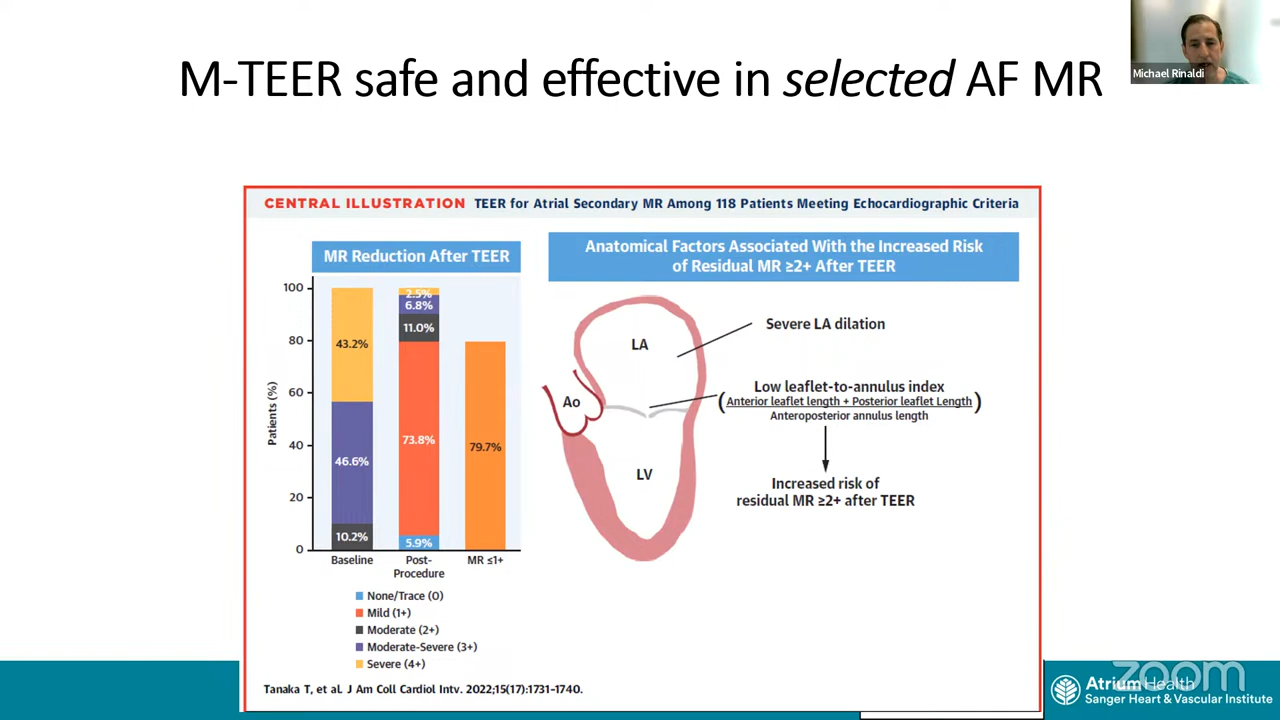 M-TEER safe and effective in selected AF MR
Michael Rinaldi
CENTRAL ILLUSTRATION TEER for Atrial Secondary MR Among 118 Patients Meeting Echocardiographic Criteria
MR Reduction After TEER
Patients (%)
100
80
60
40
20
0
43.2%
46.6%
10.2%
2.5%
6.8%
11.0%
73.8%
5.9%
79.7%
Baseline
Post-
Procedure
MR ≤1+
None/Trace (0)
Mild (1+)
Moderate (2+)
Moderate-Severe (3+)
Severe (4+)
Anatomical Factors Associated With the Increased Risk
of Residual MR ≥2+ After TEER
LA
Ao
LV
Severe LA dilation
Low leaflet-to-annulus index
(Anterior leaflet length + Posterior leaflet Length)
Anteroposterior annulus length
Increased risk of
residual MR ≥2+ after TEER
Tanaka T, et al. J Am Coll Cardiol Intv. 2022;15(17):1731–1740.
zoom
Atrium Health
Sanger Heart & Vascular Institute